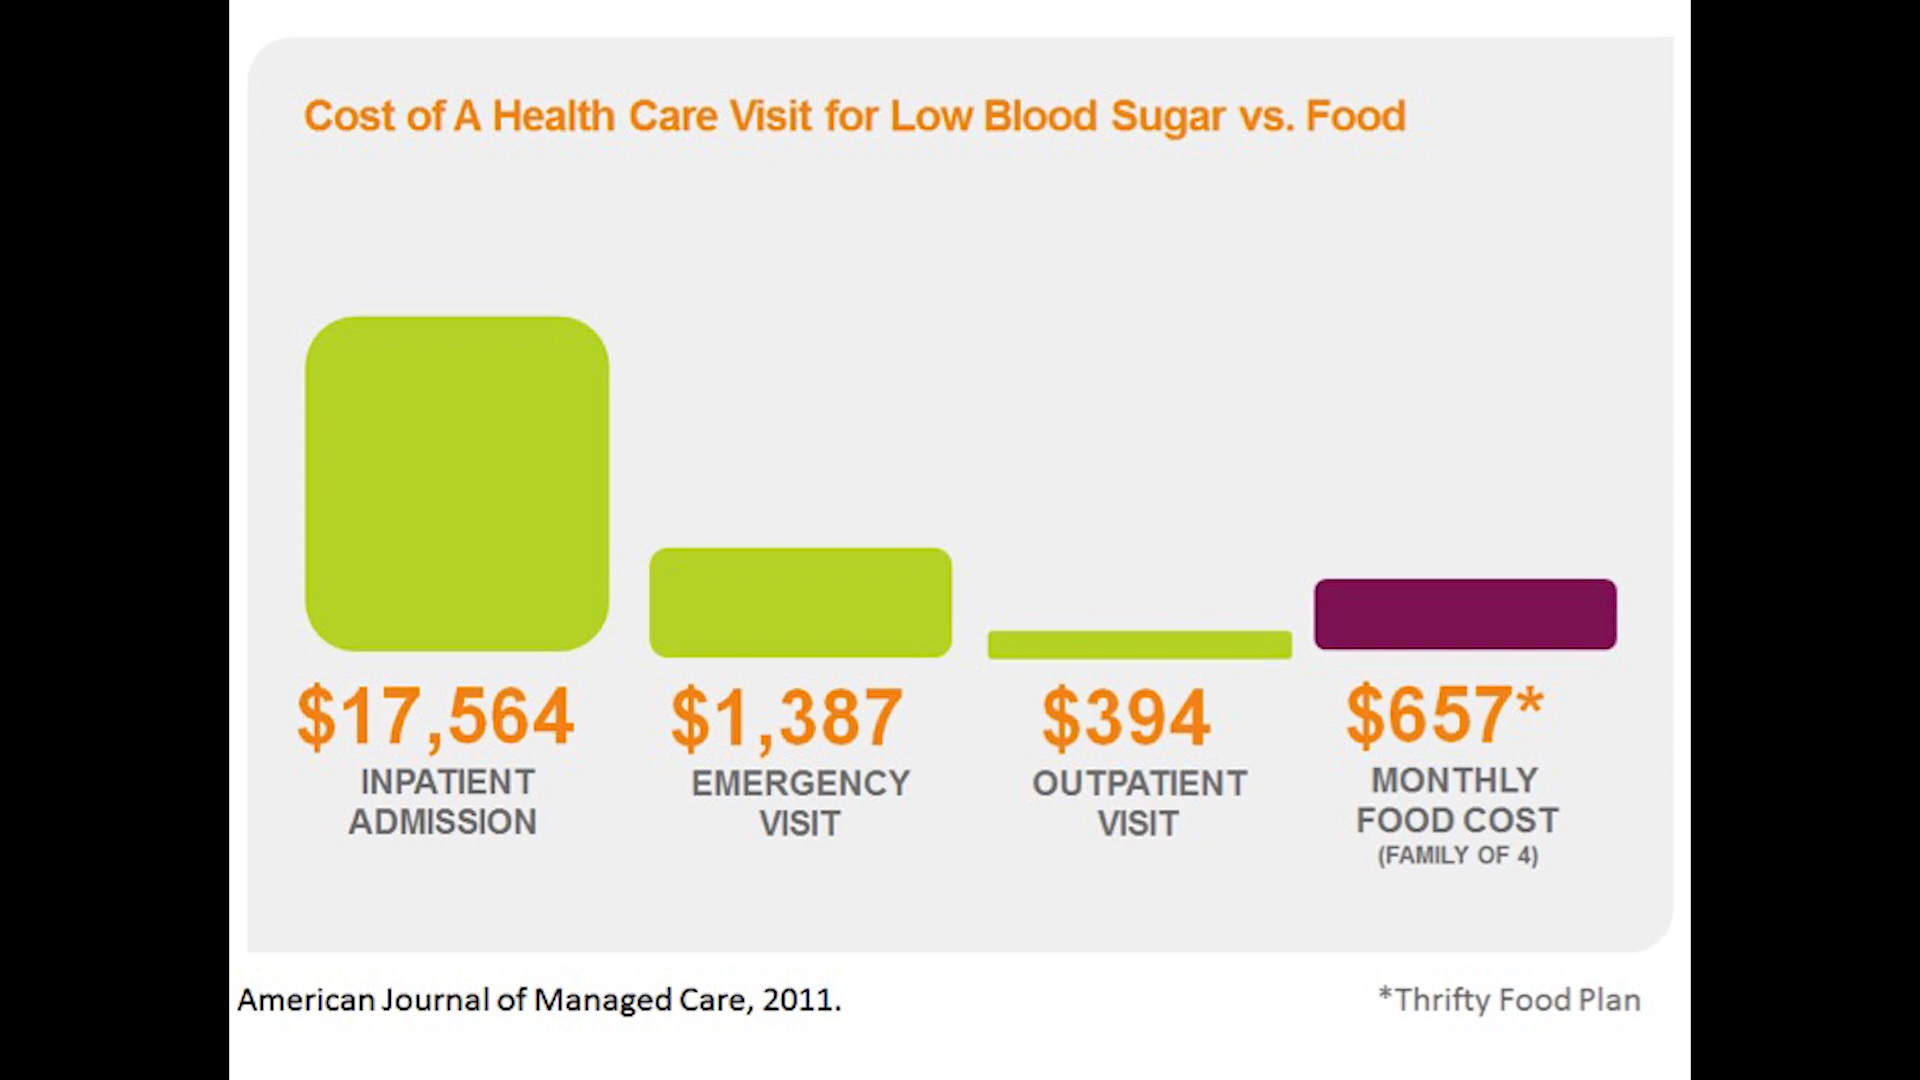 Cost of A Health Care Visit for Low Blood Sugar vs. Food
$17,564
INPATIENT
ADMISSION
$1,387
EMERGENCY
VISIT
$394
OUTPATIENT
VISIT
$657*
MONTHLY
FOOD COST
(FAMILY OF 4)
American Journal of Managed Care, 2011.
*Thrifty Food Plan